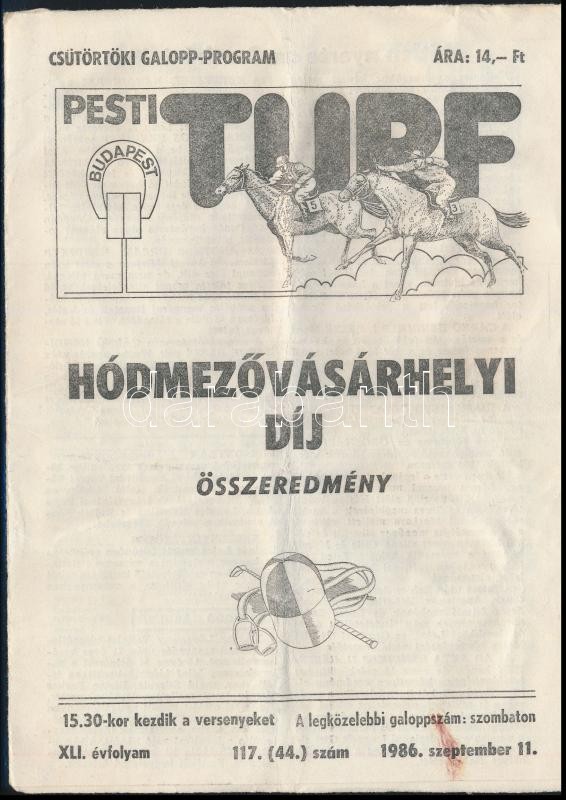 CSÜTÖRTÖKI GALOPP-PROGRAM ÁRA: 14,– Ft
PESTI TURF
BUDAPEST
5
3
HÓDMEZŐVÁSÁRHELYI
DÍJ
darabanth
ÖSSZEREDMÉNY
15.30-kor kezdik a versenyeket A legközelebbi galoppszám: szombaton
XLI. évfolyam 117. (44.) szám 1986. szeptember 11.